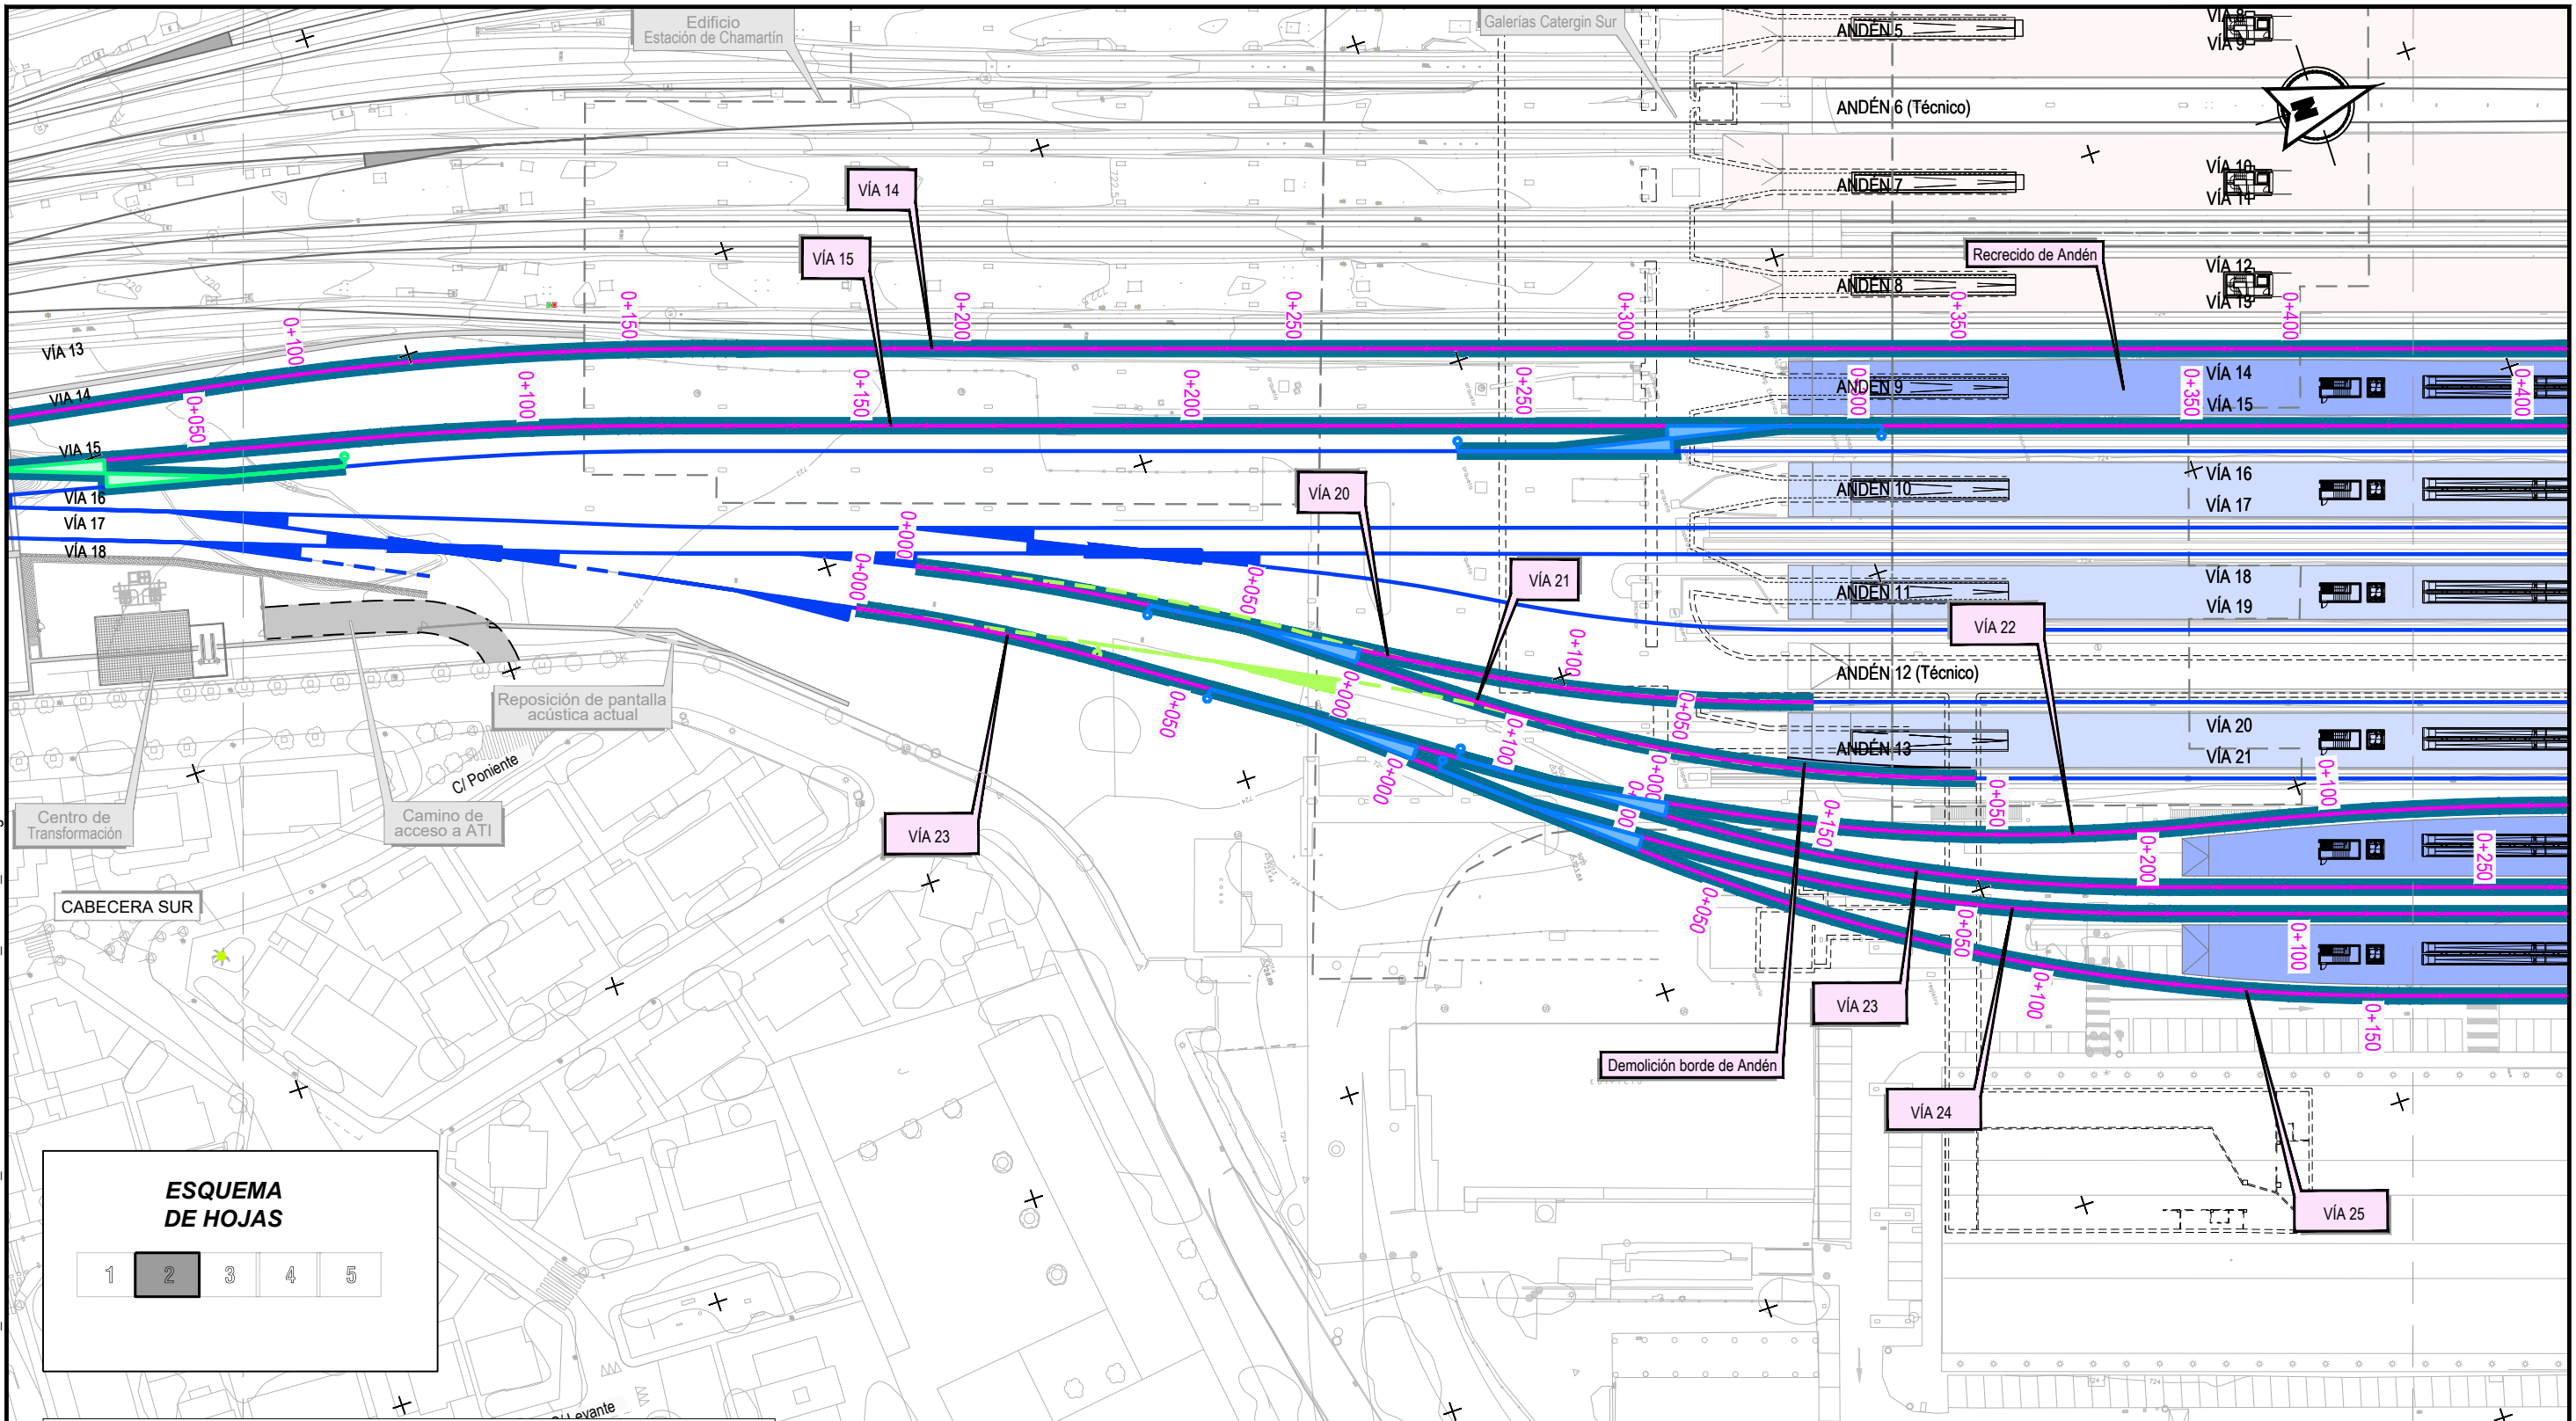 Edificio
Estación de Chamartín
Galerías Catergin Sur
VÍA 8
VÍA 9
ANDÉN 5
ANDÉN 6 (Técnico)
VÍA 10
VÍA 11
ANDÉN 7
VÍA 14
VÍA 15
Recrecido de Andén
VÍA 12
VÍA 13
ANDÉN 8
0+100
0+150
0+200
0+250
0+300
0+350
0+400
VÍA 13
VIA 14
0+050
0+100
0+150
0+200
0+250
0+300
0+350
0+400
ANDÉN 9
VÍA 14
VÍA 15
VIA 15
VÍA 16
VÍA 17
VÍA 18
VÍA 20
ANDÉN 10
VÍA 16
VÍA 17
0+000
0+000
0+050
VÍA 21
ANDÉN 11
VÍA 18
VÍA 19
VÍA 22
0+100
ANDÉN 12 (Técnico)
Reposición de pantalla
acústica actual
0+050
0+000
0+100
0+050
ANDÉN 13
VÍA 20
VÍA 21
C/ Poniente
0+000
0+000
0+100
0+150
0+050
0+100
Centro de
Transformación
Camino de
acceso a ATI
VÍA 23
0+200
0+250
CABECERA SUR
0+050
0+050
0+100
0+100
0+150
VÍA 23
Demolición borde de Andén
VÍA 24
VÍA 25
ESQUEMA
DE HOJAS
1 2 3 4 5
C/ Levante